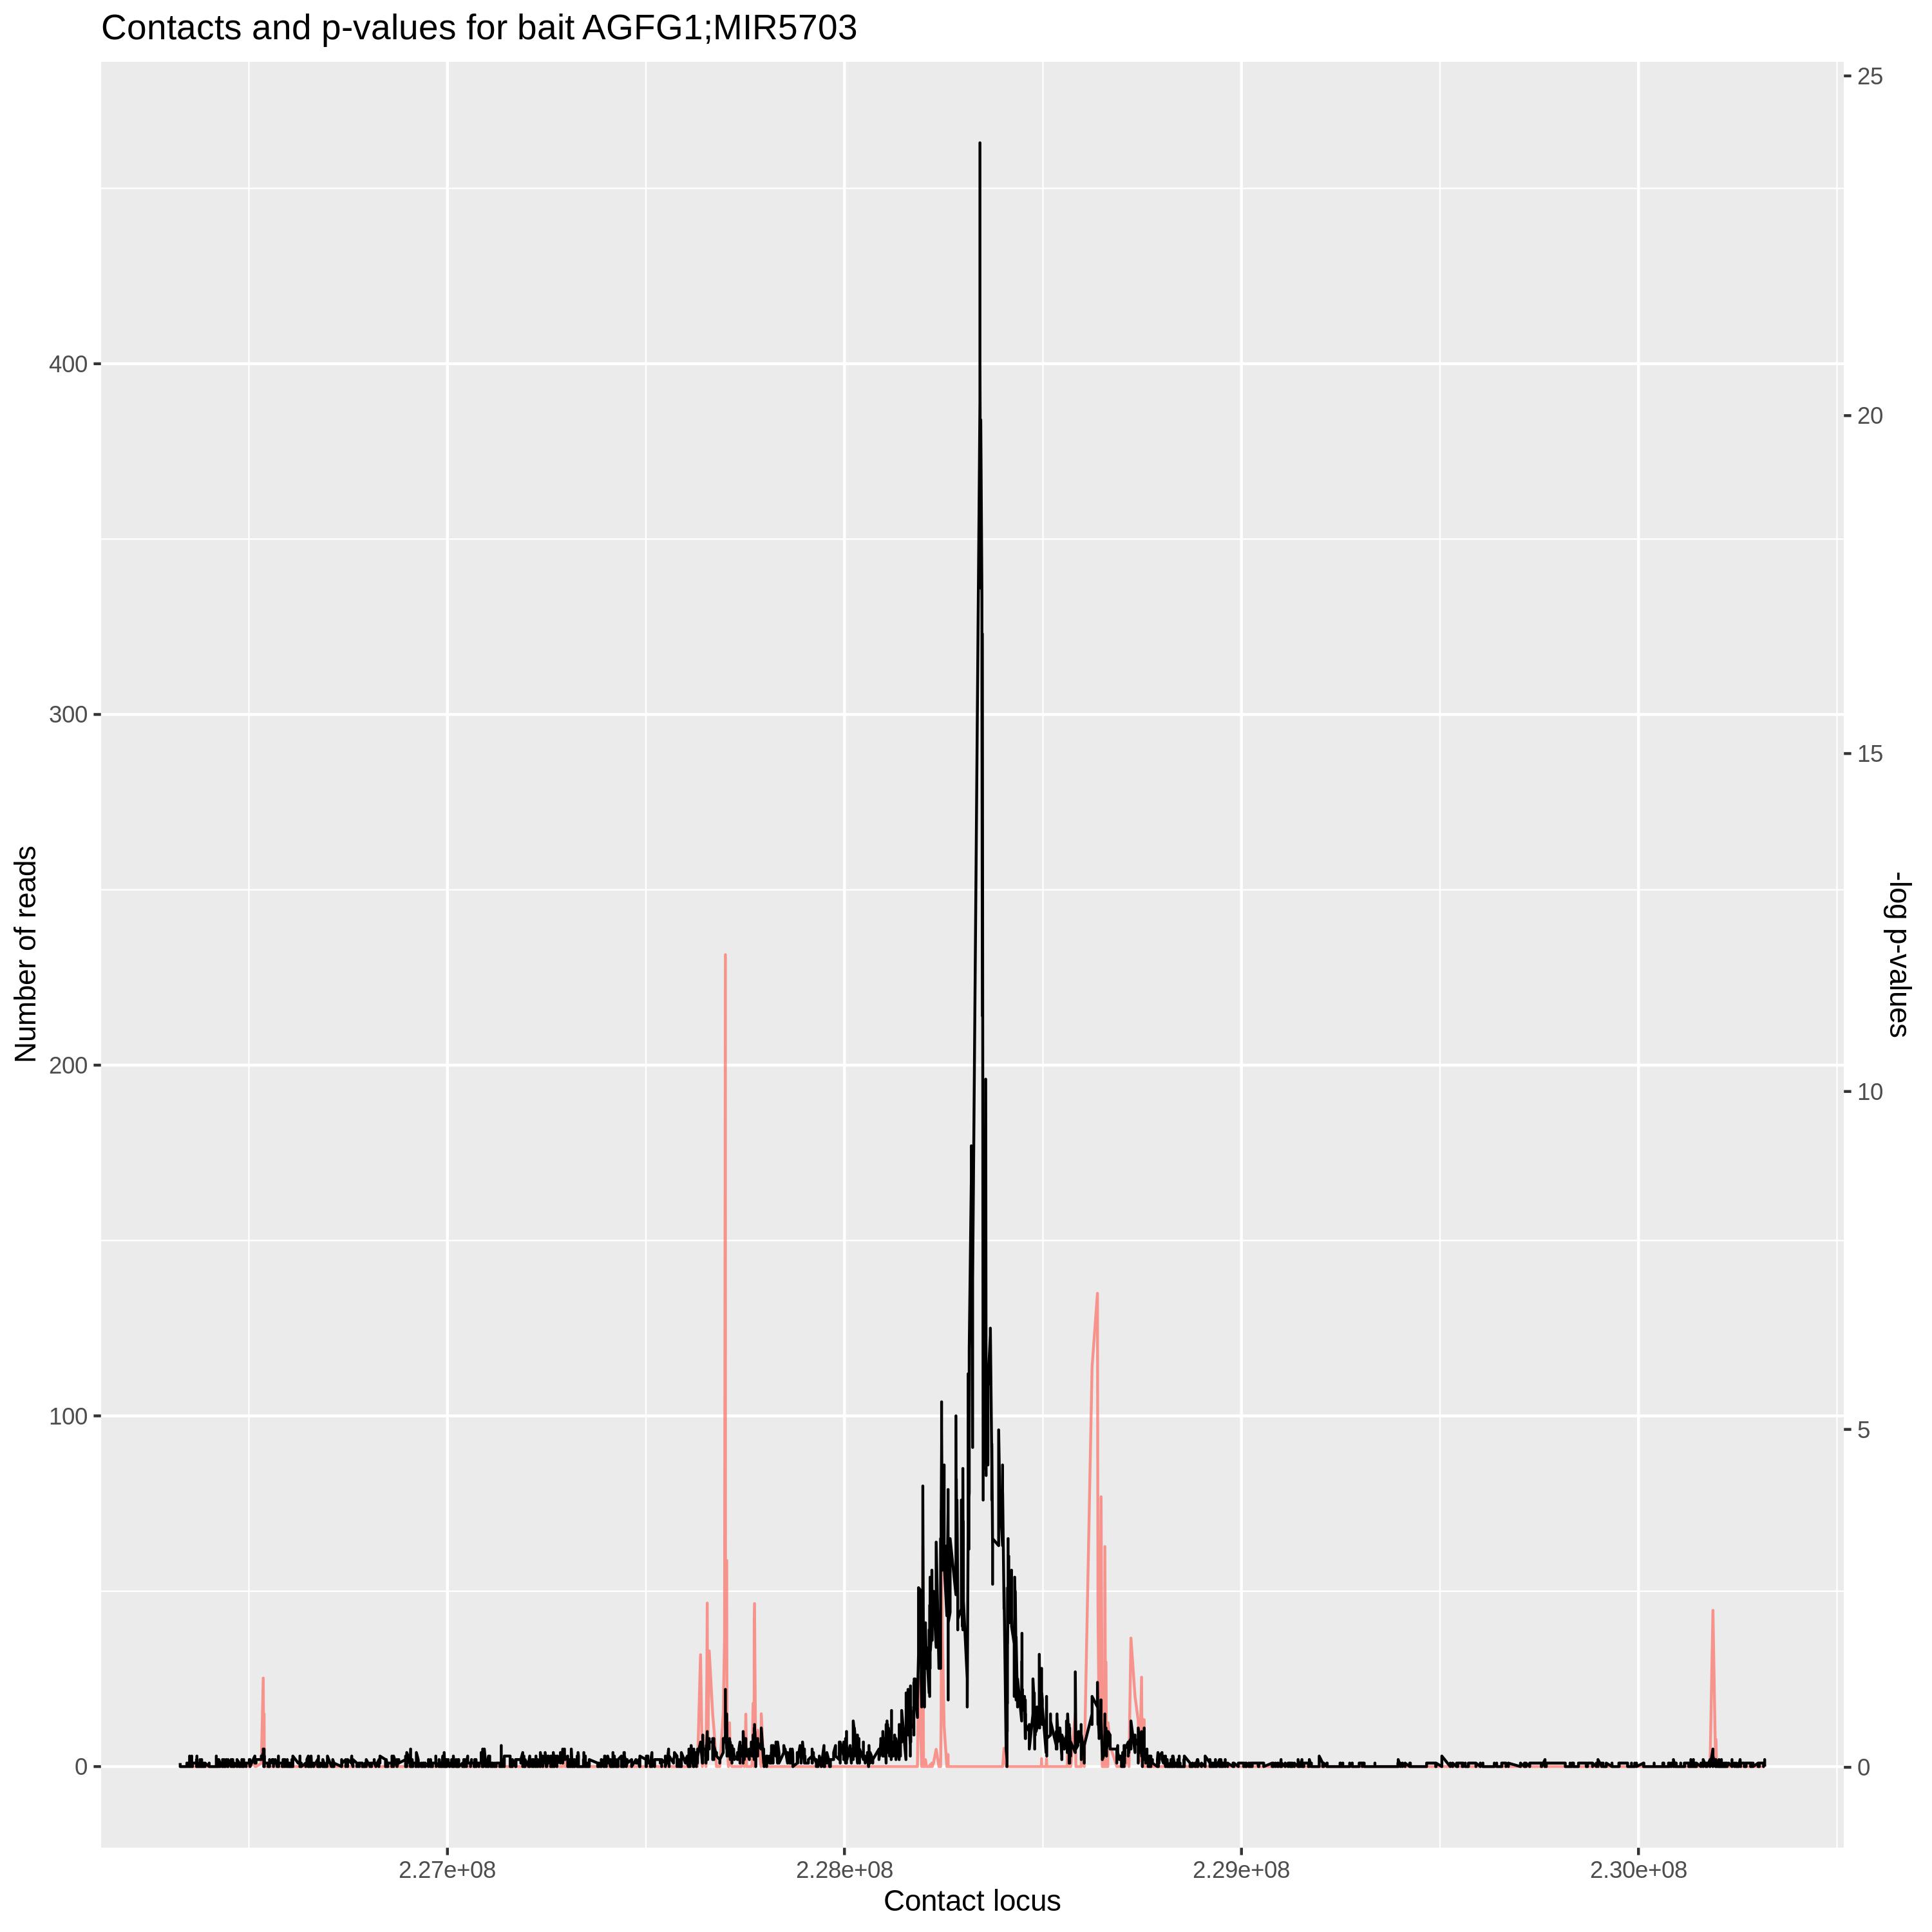 Contacts and p-values for bait AGFG1;MIR5703
25
20
15
10
5
0
400
300
200
100
0
Number of reads
-log p-values
2.27e+08 2.28e+08 2.29e+08 2.30e+08
Contact locus